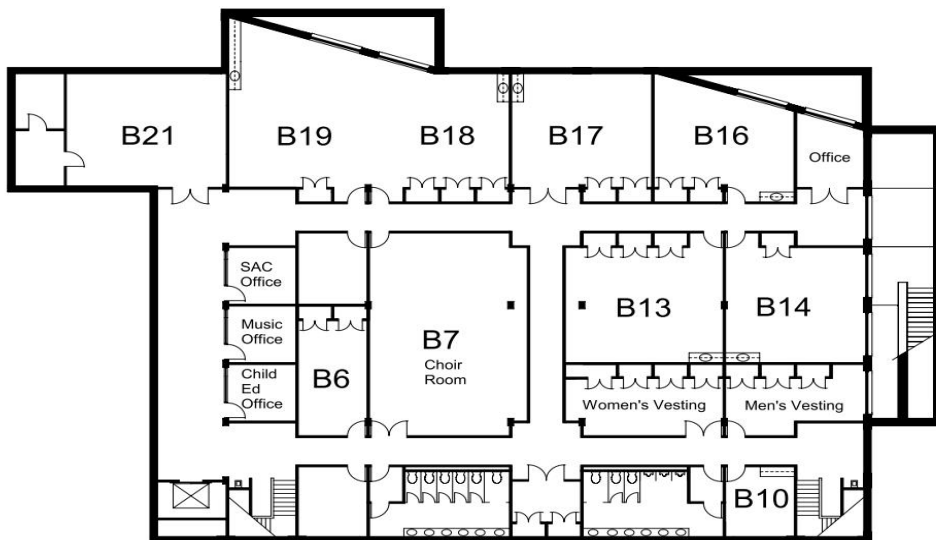 B21
B19
B18
B17
B16
Office
SAC
Office
Music
Office
Child
Ed
Office
B6
B7
Choir
Room
B13
B14
Women's Vesting
Men's Vesting
B10